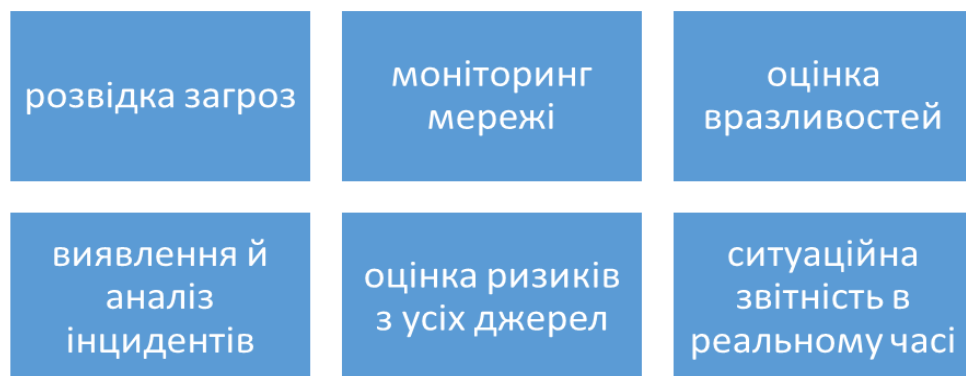 розвідка загроз
моніторинг
мережі
оцінка
вразливостей
виявлення й
аналіз
інцидентів
оцінка ризиків
з усіх джерел
ситуаційна
звітність в
реальному часі